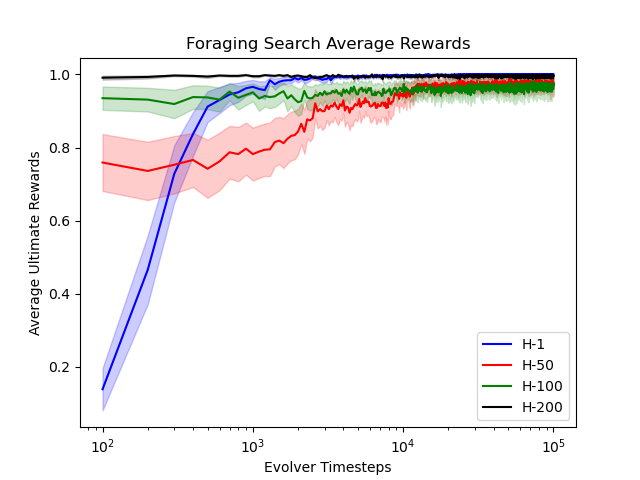 Foraging Search Average Rewards
Average Ultimate Rewards
1.0
0.8
0.6
0.4
0.2
10²
10³
10⁴
10⁵
Evolver Timesteps
H-1
H-50
H-100
H-200